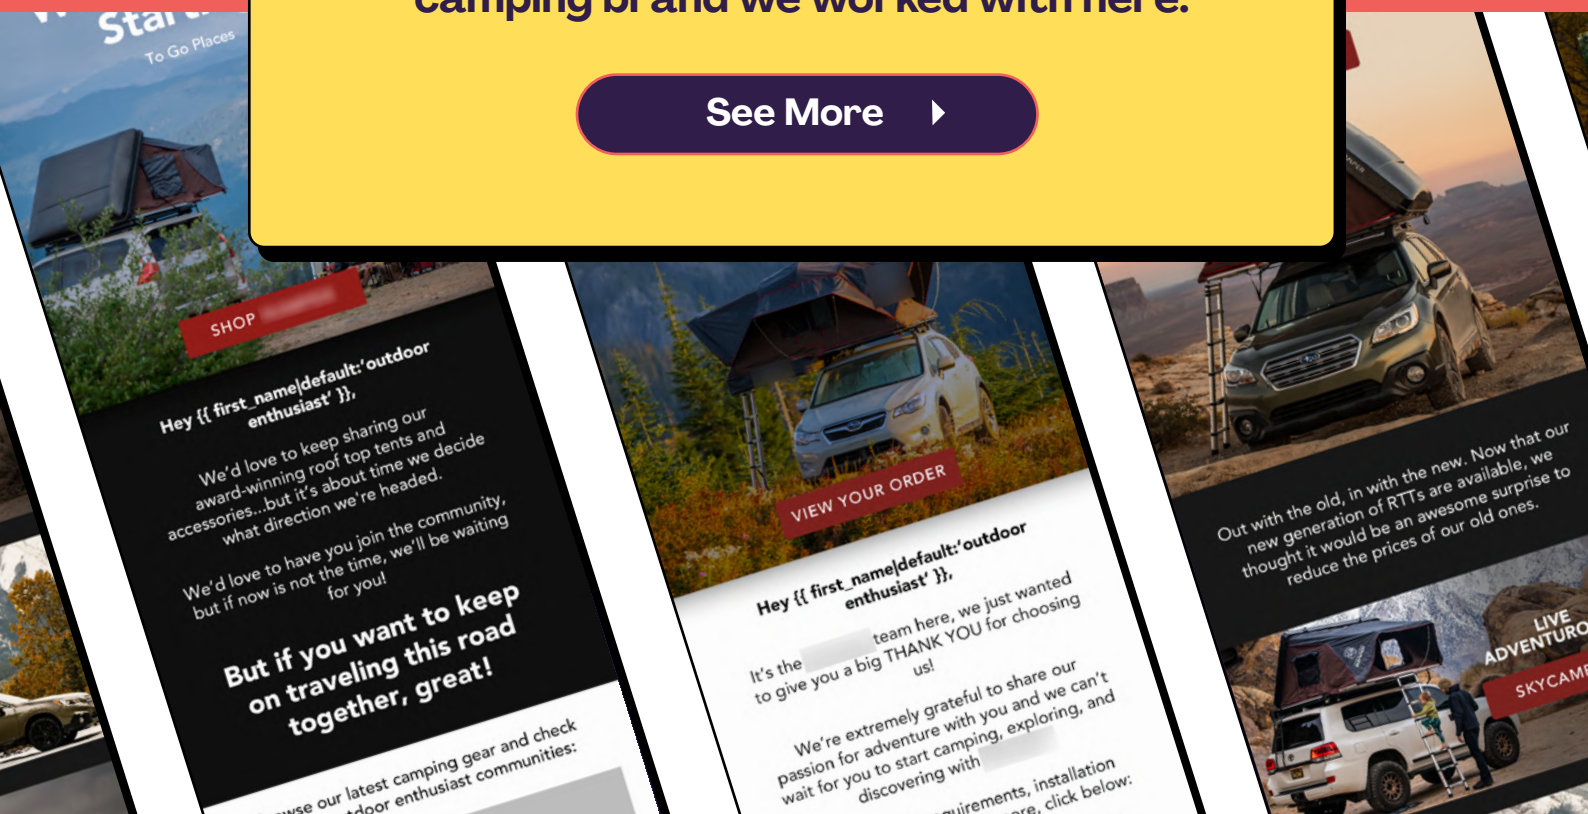 camping brand we worked with here.
See More
Start
To Go Places
SHOP
Hey {{ first_name|default:‘outdoor
enthusiast’ }},
We’d love to keep sharing our
award-winning roof top tents and
accessories...but it’s about time we decide
what direction we’re headed.
We’d love to have you join the community,
but if now is not the time, we’ll be waiting
for you!
But if you want to keep
on traveling this road
together, great!
our latest camping gear and check
enthusiast communities:
VIEW YOUR ORDER
Hey {{ first_name|default:‘outdoor
enthusiast’ }},
It’s the team here, we just wanted
to give you a big THANK YOU for choosing
us!
We’re extremely grateful to share our
passion for adventure with you and we can’t
wait for you to start camping, exploring, and
discovering with
installation
click below:
Out with the old, in with the new. Now that our
new generation of RTTs are available, we
thought it would be an awesome surprise to
reduce the prices of our old ones.
LIVE
ADVENTURO
SKYCAM